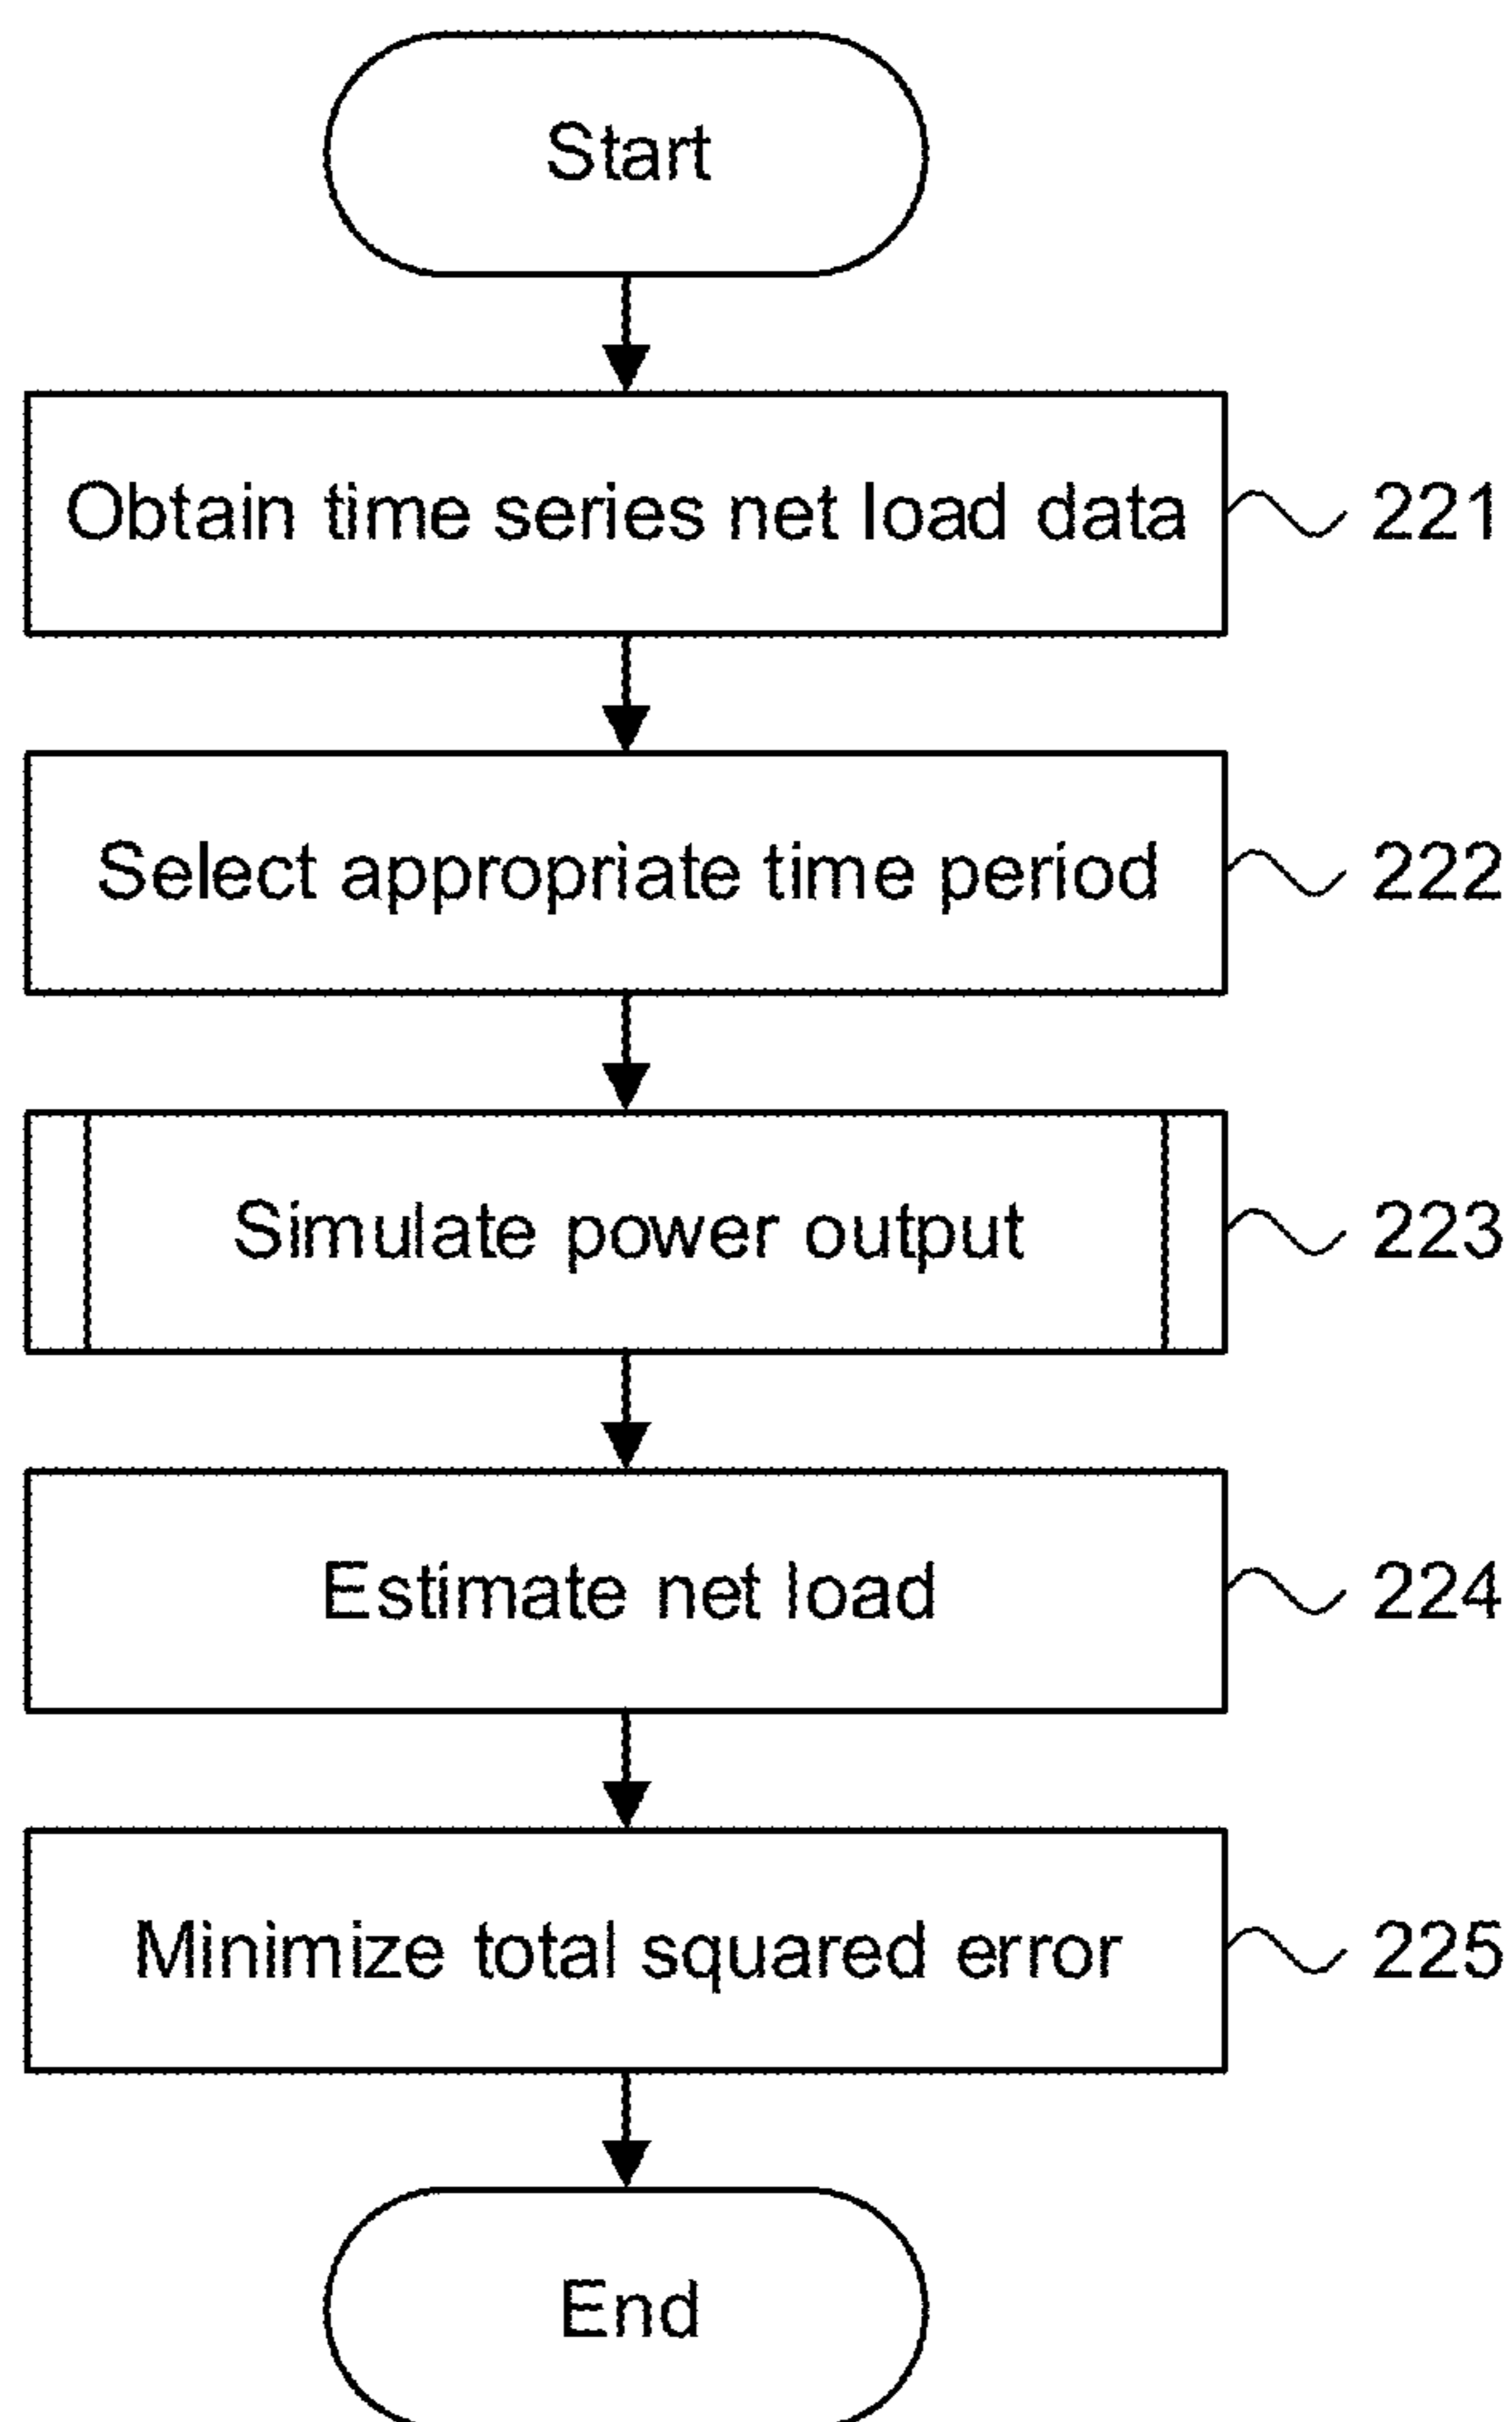 Start
Obtain time series net load data
221
Select appropriate time period
222
Simulate power output
223
Estimate net load
224
Minimize total squared error
225
End